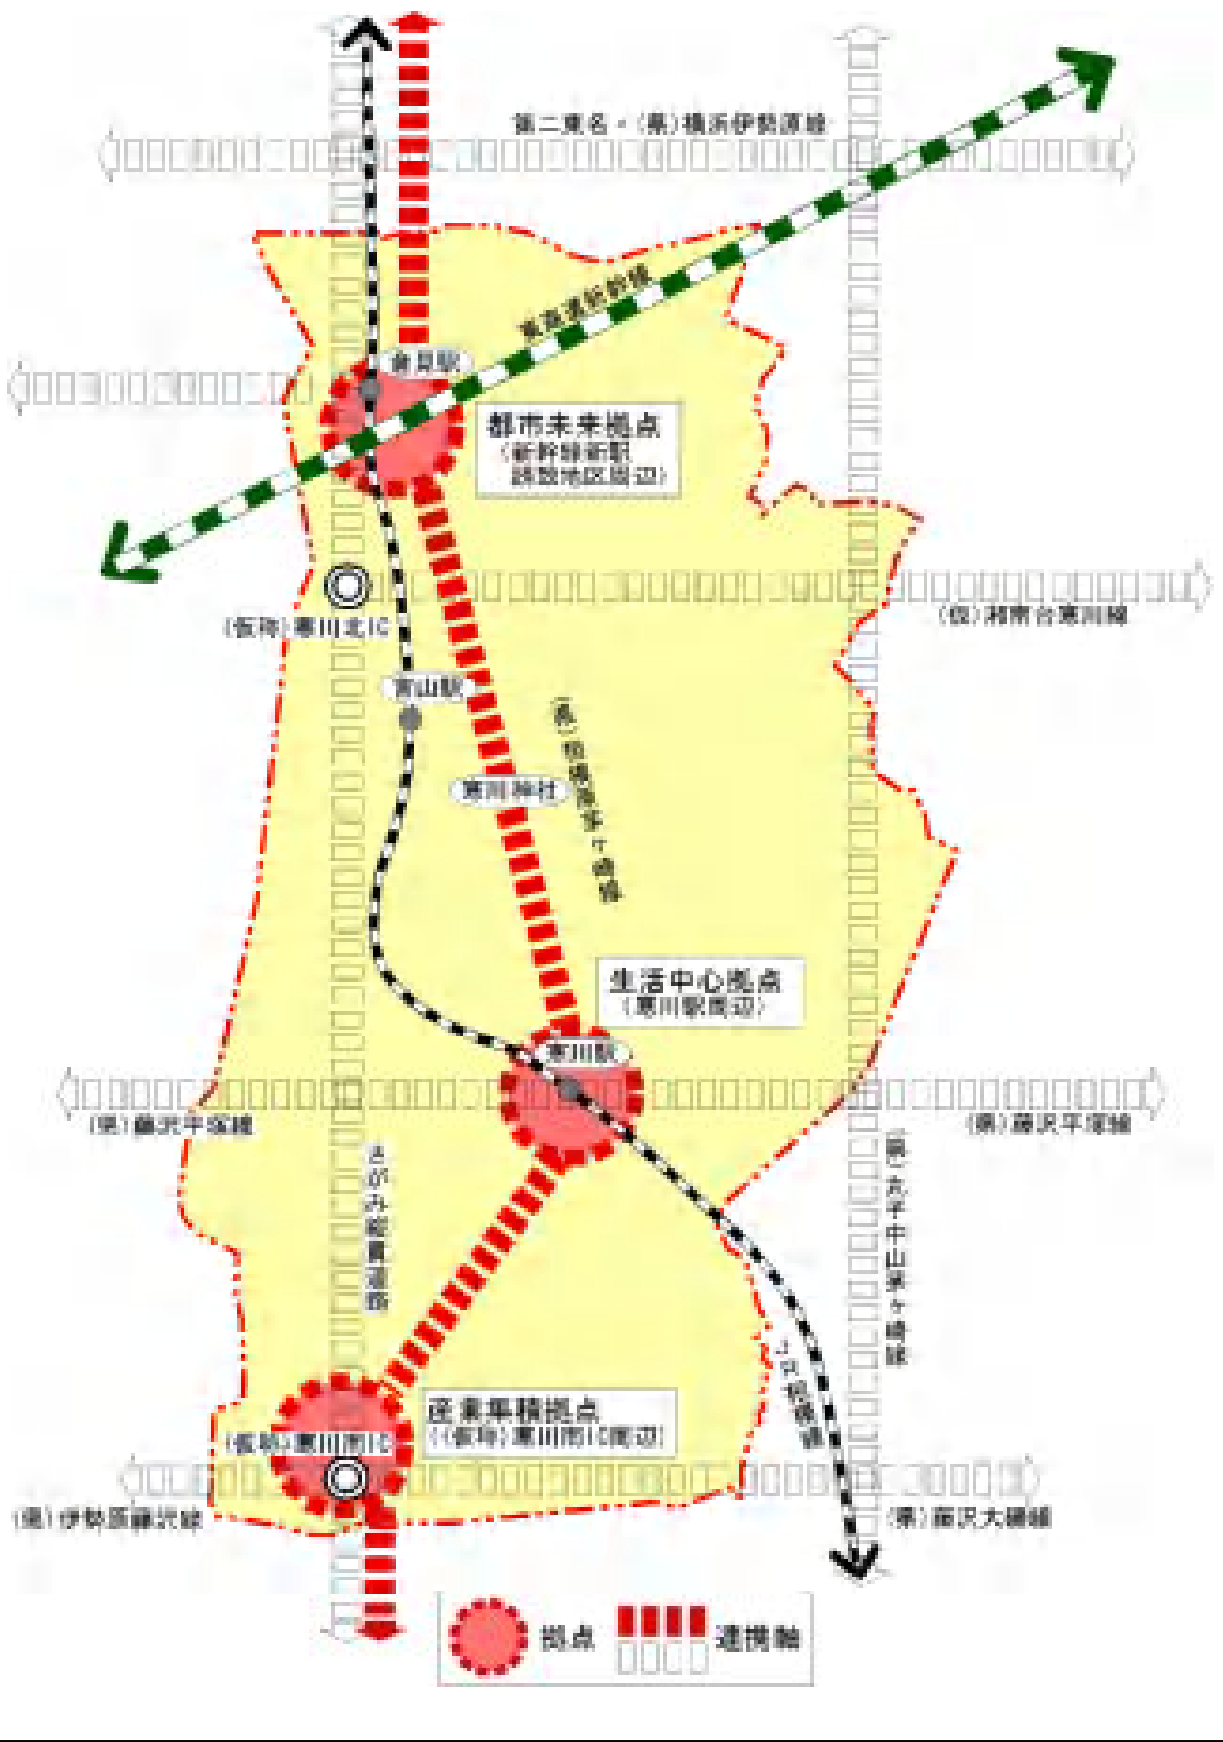 第二東名・(県)横浜伊勢原線
東海道新幹線
倉見駅
都市未来拠点
(新幹線新駅
誘致地区周辺)
(仮称)寒川北IC
(仮)湘南台寒川線
宮山駅
(県)相模原茅ヶ崎線
寒川神社
生活中心拠点
(寒川駅周辺)
寒川駅
(県)藤沢平塚線
(県)藤沢平塚線
さがみ縦貫道路
(県)丸子中山茅ヶ崎線
JR相模線
産業集積拠点
((仮称)寒川南IC周辺)
(仮称)寒川南IC
(県)伊勢原藤沢線
(県)藤沢大磯線
拠点
連携軸